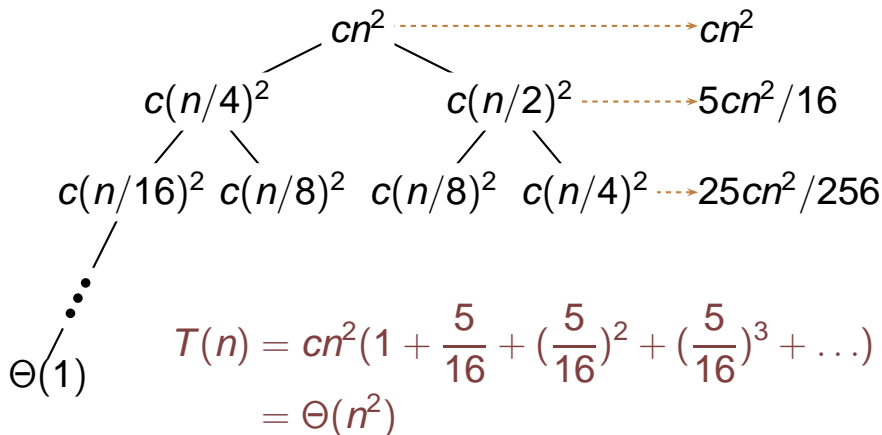 cn² cn²
c(n/4)² c(n/2)² 5cn²/16
c(n/16)² c(n/8)² c(n/8)² c(n/4)² 25cn²/256
Θ(1)
T(n) = cn²(1 + 5/16 + (5/16)² + (5/16)³ + ...)
= Θ(n²)